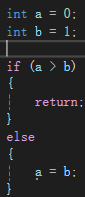 int a = 0;
int b = 1;
if (a > b)
{
return;
}
else
{
a = b;
}